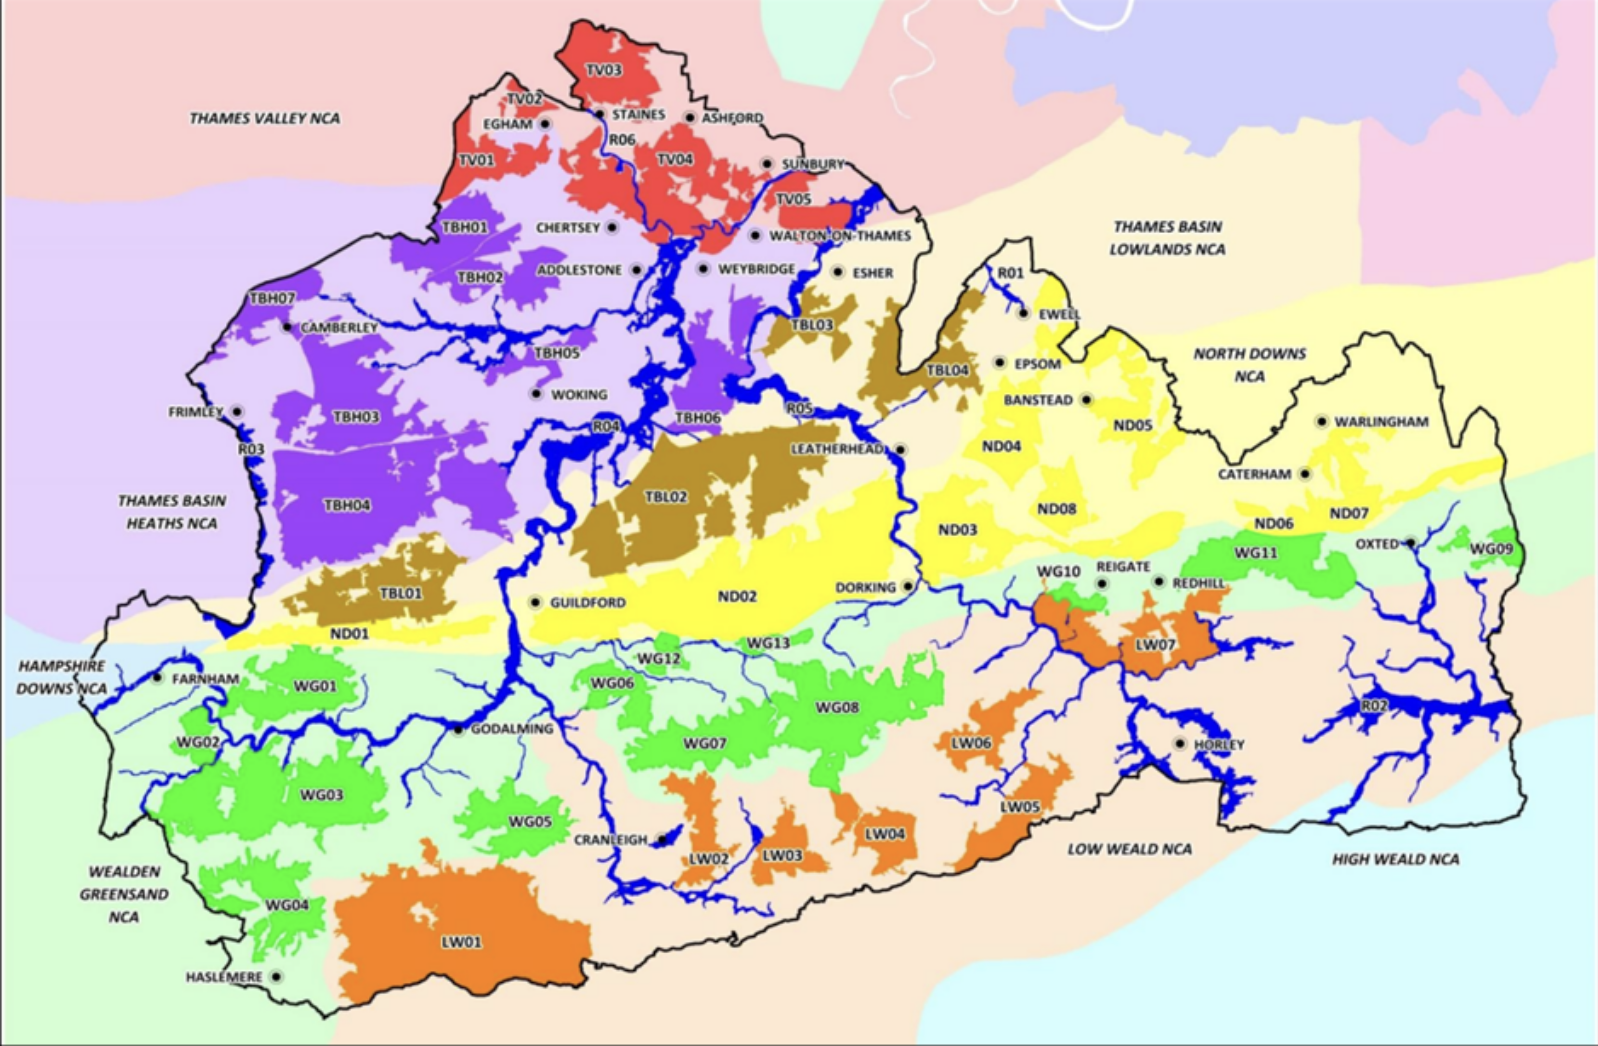 TV03
TV02
STAINES
ASHFORD
THAMES VALLEY NCA
EGHAM
R06
TV01
TV04
SUNBURY
TV05
TBH01
CHERTSEY
WALTON-ON-THAMES
THAMES BASIN
LOWLANDS NCA
TBH02
ADDLESTONE
WEYBRIDGE
ESHER
R01
TBH07
CAMBERLEY
TBL03
EWELL
TBH05
NORTH DOWNS
NCA
TBL04
EPSOM
WOKING
BANSTEAD
FRIMLEY
TBH03
TBH06
R05
R04
ND05
WARLINGHAM
R03
LEATHERHEAD
ND04
CATERHAM
THAMES BASIN
HEATHS NCA
TBH04
TBL02
ND08
ND03
ND06
ND07
OXTED
WG09
WG11
WG10
REIGATE
REDHILL
TBL01
GUILDFORD
ND02
DORKING
ND01
WG13
LW07
WG12
HAMPSHIRE
DOWNS NCA
FARNHAM
WG01
WG06
WG08
R02
GODALMING
WG02
WG07
LW06
HORLEY
WG03
WG05
LW05
CRANLEIGH
LW02
LW03
LW04
LOW WEALD NCA
HIGH WEALD NCA
WEALDEN
GREENSAND
NCA
WG04
LW01
HASLEMERE